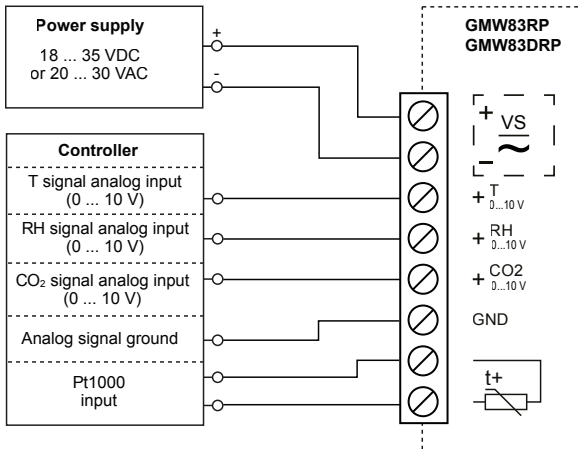 Power supply
18 ... 35 VDC
or 20 ... 30 VAC
+
-
GMW83RP
GMW83DRP
+
VS
~
−
Controller
T signal analog input
(0 ... 10 V)
RH signal analog input
(0 ... 10 V)
CO₂ signal analog input
(0 ... 10 V)
Analog signal ground
Pt1000
input
+ T
0...10 V
+ RH
0...10 V
+ CO2
0...10 V
GND
t+